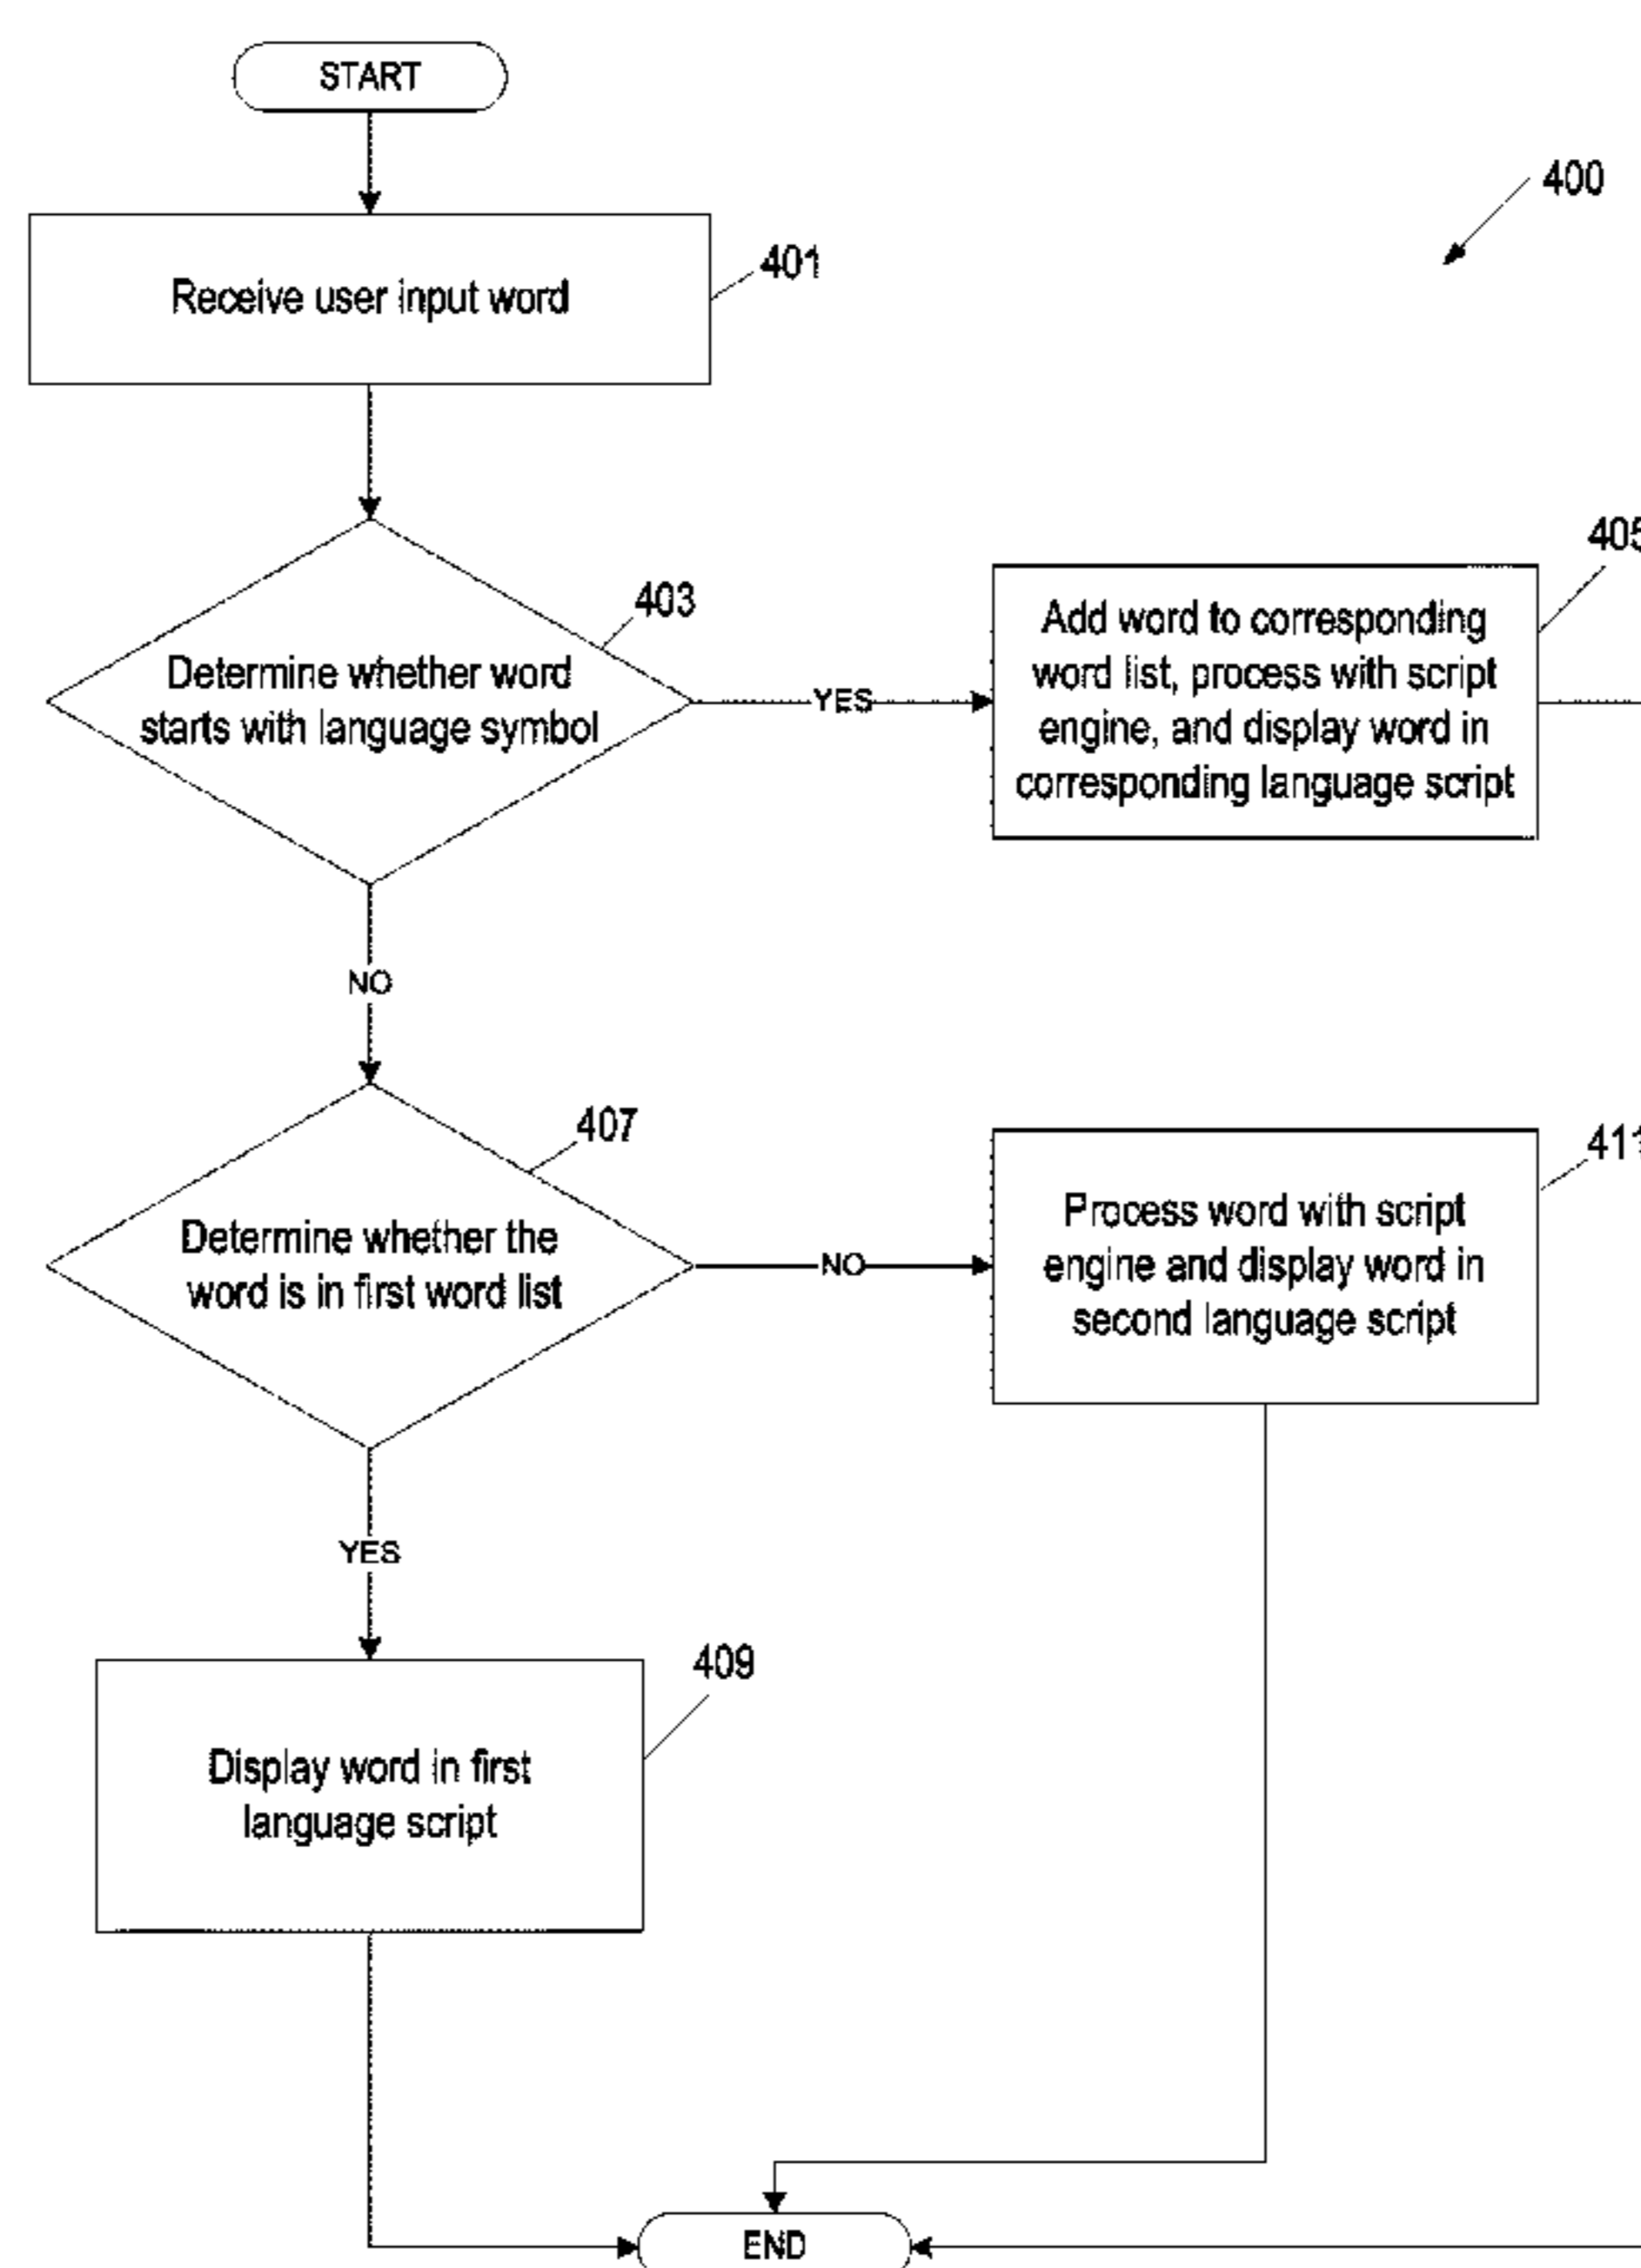 START
400
401
Receive user input word
403
Determine whether word
starts with language symbol
YES
405
Add word to corresponding
word list, process with script
engine, and display word in
corresponding language script
NO
407
Determine whether the
word is in first word list
NO
411
Process word with script
engine and display word in
second language script
YES
409
Display word in first
language script
END